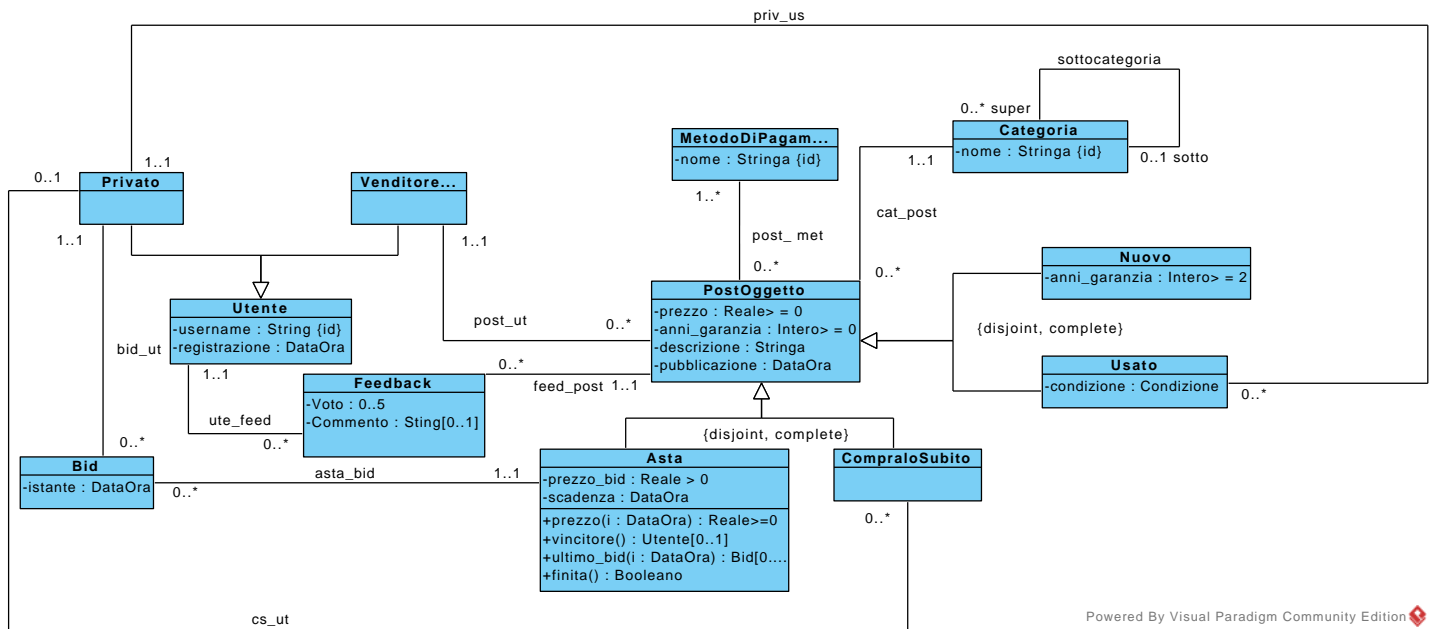 priv_us
sottocategoria
0..* super
Categoria
-nome : Stringa {id}
0..1 sotto
1..1
MetodoDiPagam...
-nome : Stringa {id}
1..*
1..1
0..1
Privato
Venditore...
1..1
1..1
cat_post
post_ met
0..*
0..*
Nuovo
-anni_garanzia : Intero> = 2
PostOggetto
-prezzo : Reale> = 0
-anni_garanzia : Intero> = 0
-descrizione : Stringa
-pubblicazione : DataOra
Utente
-username : String {id}
-registrazione : DataOra
post_ut
0..*
{disjoint, complete}
bid_ut
1..1
0..*
feed_post
1..1
Usato
-condizione : Condizione
0..*
Feedback
-Voto : 0..5
-Commento : Sting[0..1]
ute_feed
0..*
0..*
{disjoint, complete}
Bid
-istante : DataOra
0..*
asta_bid
1..1
Asta
-prezzo_bid : Reale > 0
-scadenza : DataOra
+prezzo(i : DataOra) : Reale>=0
+vincitore() : Utente[0..1]
+ultimo_bid(i : DataOra) : Bid[0....
+finita() : Booleano
CompraloSubito
0..*
cs_ut
Powered By Visual Paradigm Community Edition